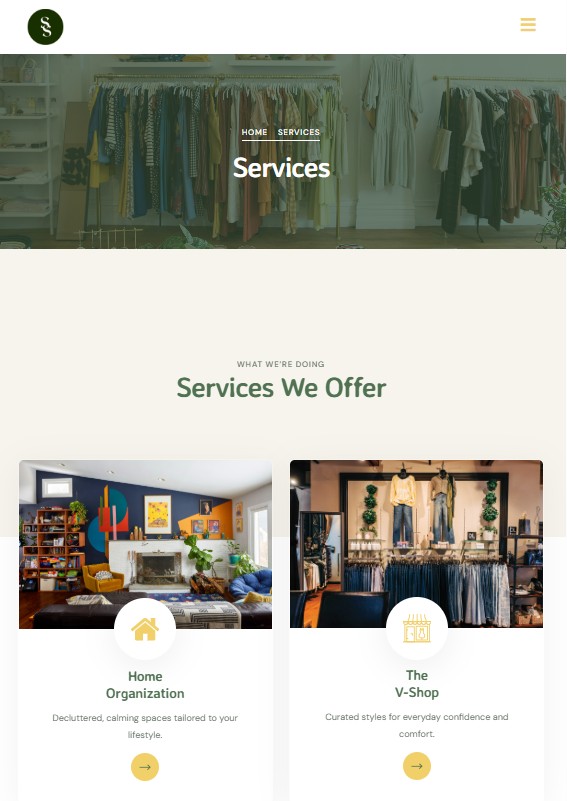 SS
HOME SERVICES
Services
WHAT WE'RE DOING
Services We Offer
Home
Organization
Decluttered, calming spaces tailored to your
lifestyle.
The
V-Shop
Curated styles for everyday confidence and
comfort.